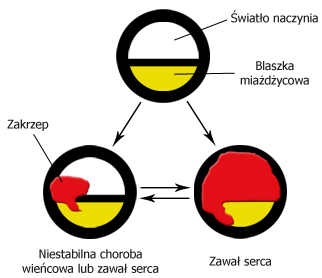 Światło naczynia
Blaszka
miażdżycowa
Zakrzep
Niestabilna choroba
wieńcowa lub zawał serca
Zawał serca